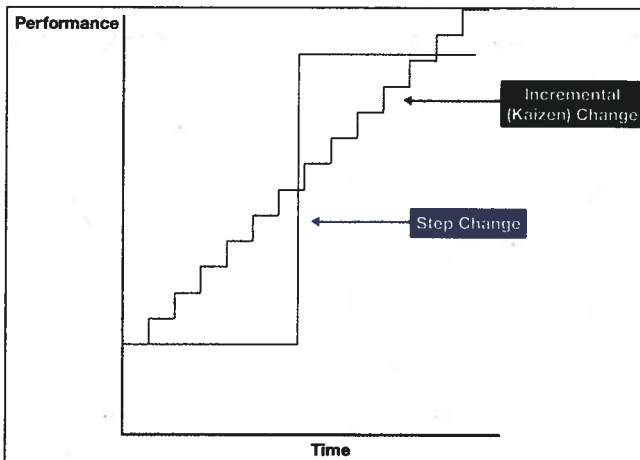 Performance
Incremental
(Kaizen) Change
Step Change
Time